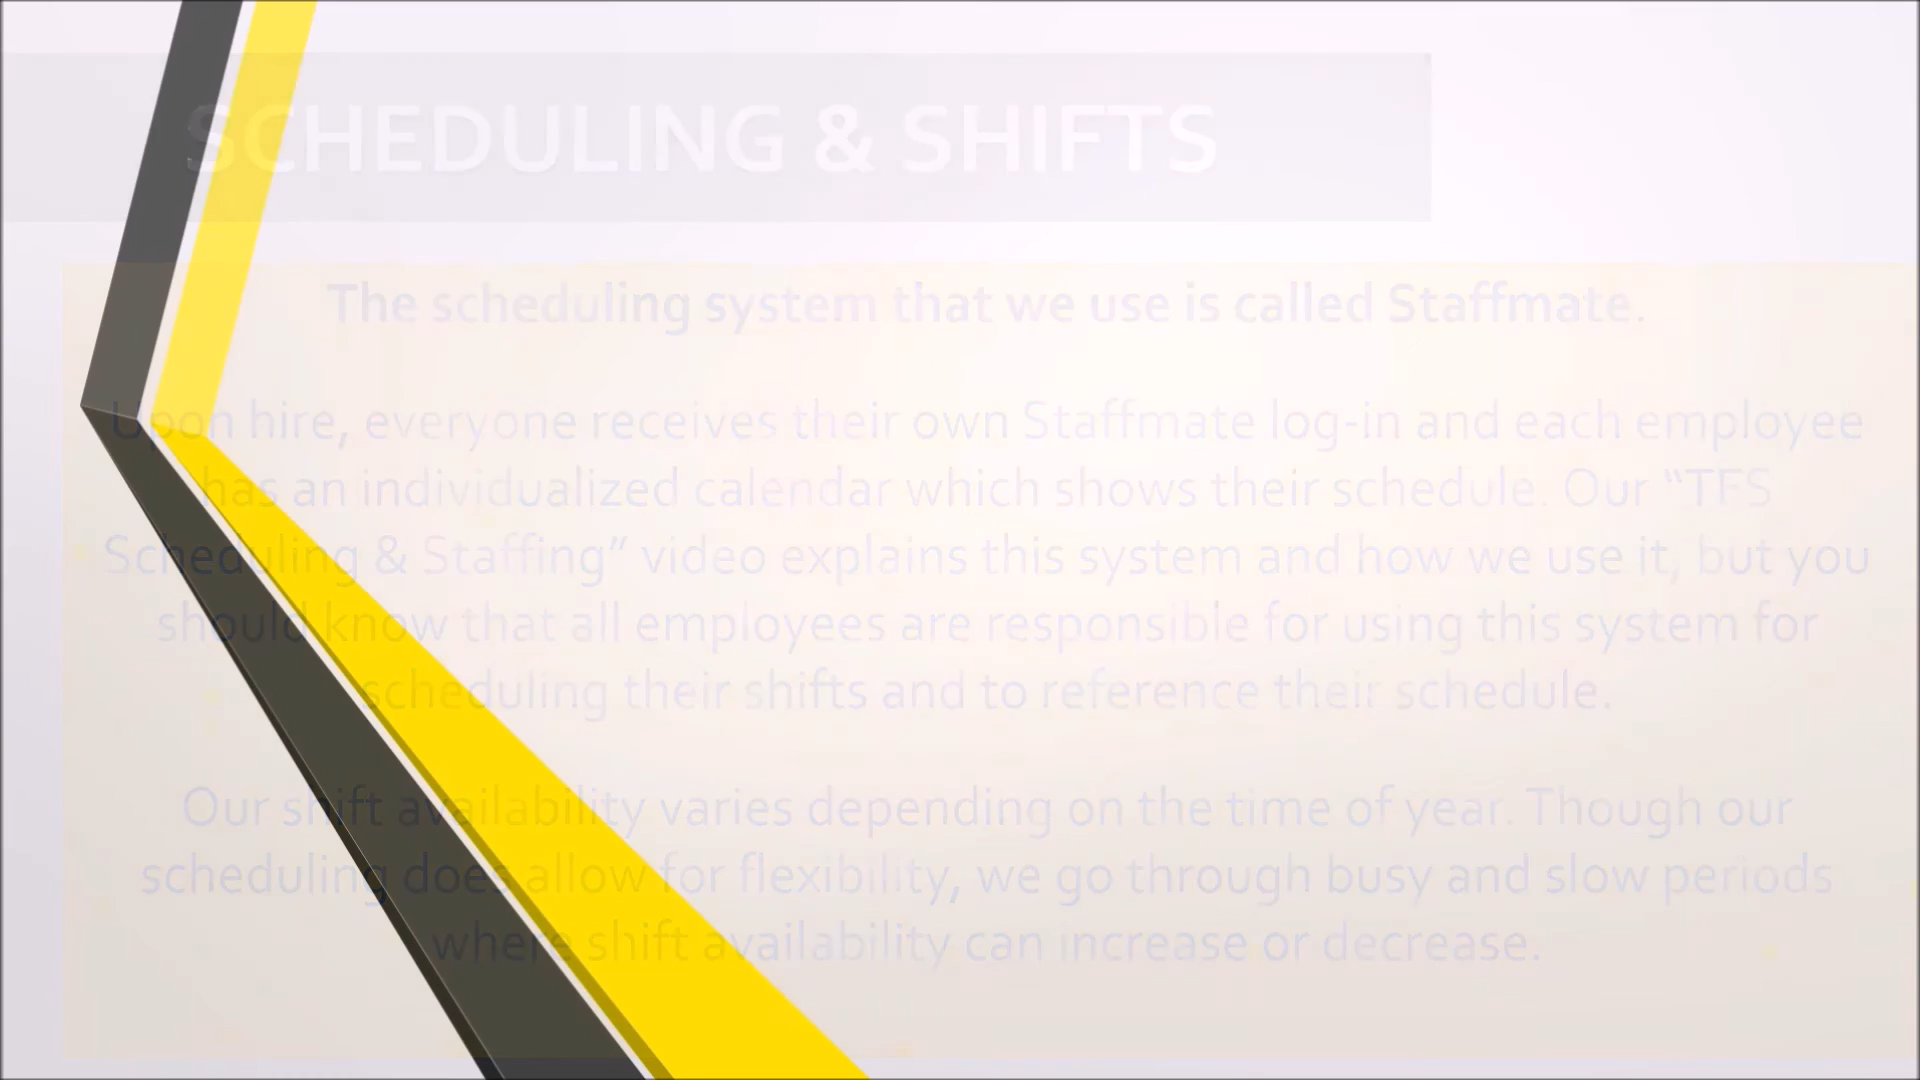 SCHEDULING & SHIFTS
The scheduling system that we use is called Staffmate.
Upon hire, everyone receives their own Staffmate log-in and each employee
has an individualized calendar which shows their schedule. Our “TFS
Scheduling & Staffing” video explains this system and how we use it, but you
should know that all employees are responsible for using this system for
scheduling their shifts and to reference their schedule.
Our shift availability varies depending on the time of year. Though our
scheduling does allow for flexibility, we go through busy and slow periods
where shift availability can increase or decrease.